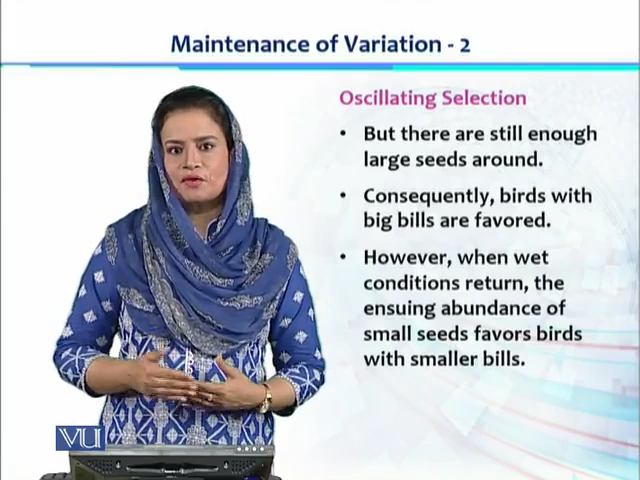 Maintenance of Variation - 2
Oscillating Selection
• But there are still enough
large seeds around.
• Consequently, birds with
big bills are favored.
• However, when wet
conditions return, the
ensuing abundance of
small seeds favors birds
with smaller bills.
VU